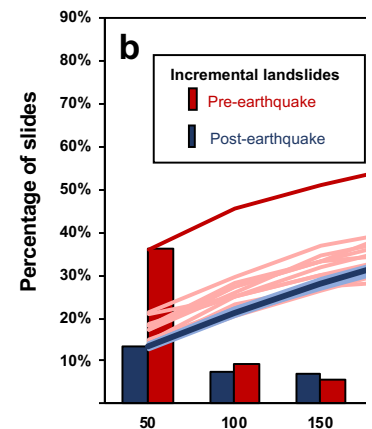 90%
b
80%
Incremental landslides
Pre-earthquake
70%
Post-earthquake
60%
50%
40%
30%
20%
10%
Percentage of slides
50 100 150